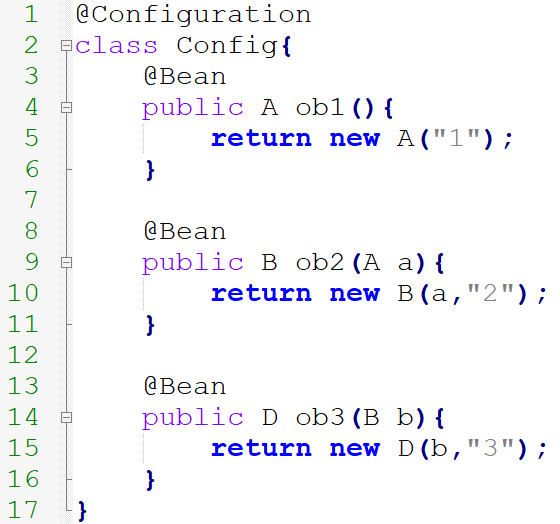 1 @Configuration
2 class Config{
3 @Bean
4 public A ob1(){
5 return new A("1");
6 }
7
8 @Bean
9 public B ob2(A a){
10 return new B(a,"2");
11 }
12
13 @Bean
14 public D ob3(B b){
15 return new D(b,"3");
16 }
17 }